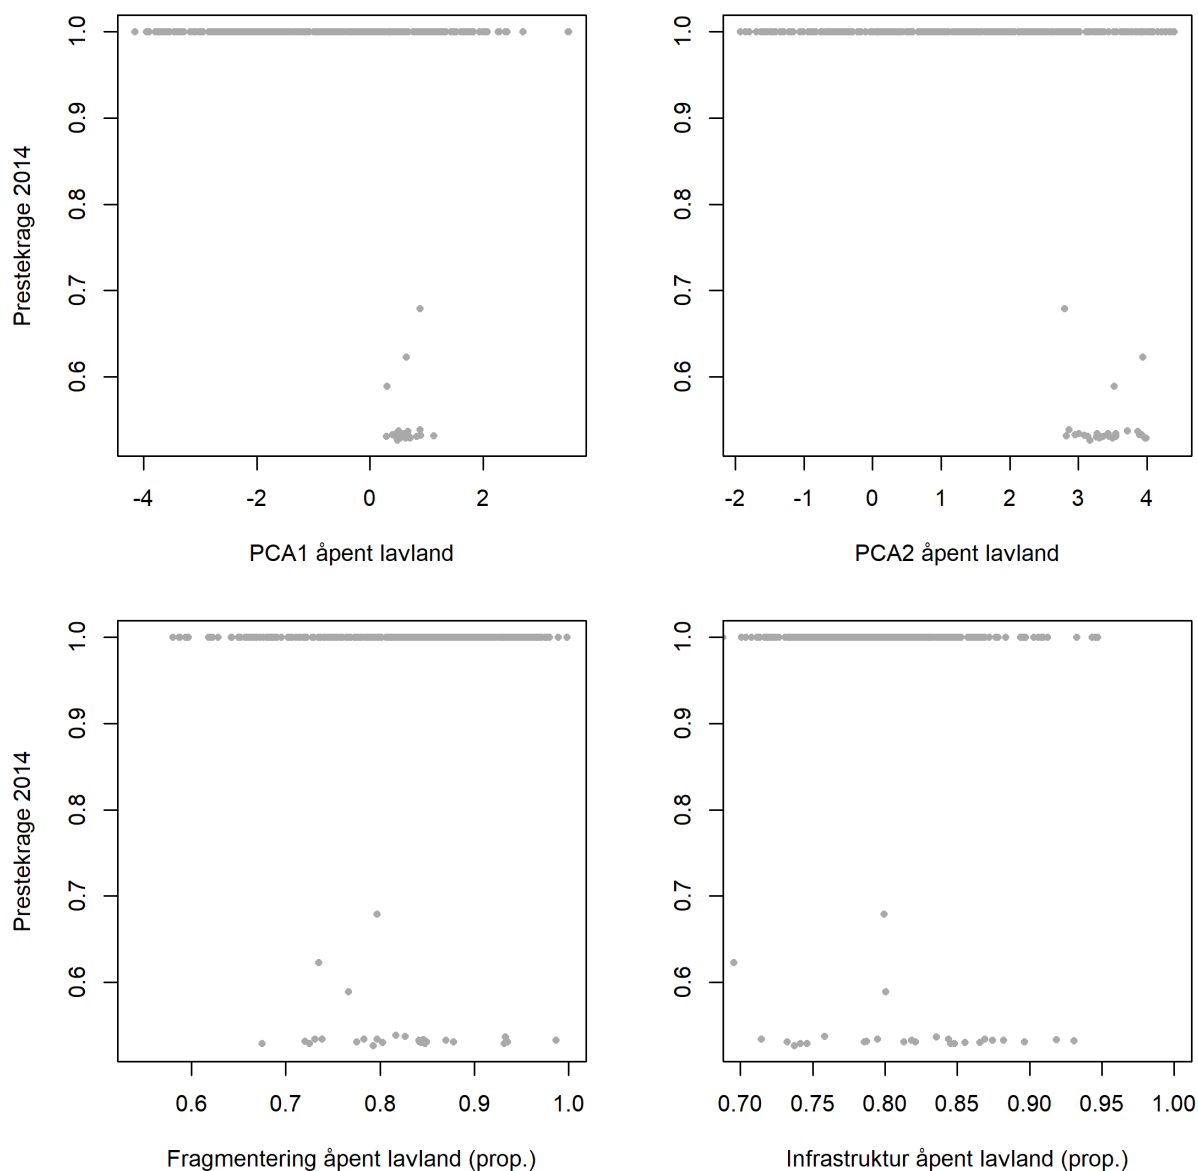 1.0
0.9
0.8
0.7
0.6
Prestekrage 2014
-4 -2 0 2
PCA1 åpent lavland
1.0
0.9
0.8
0.7
0.6
-2 -1 0 1 2 3 4
PCA2 åpent lavland
1.0
0.9
0.8
0.7
0.6
Prestekrage 2014
0.6 0.7 0.8 0.9 1.0
Fragmentering åpent lavland (prop.)
1.0
0.9
0.8
0.7
0.6
0.70 0.75 0.80 0.85 0.90 0.95 1.00
Infrastruktur åpent lavland (prop.)